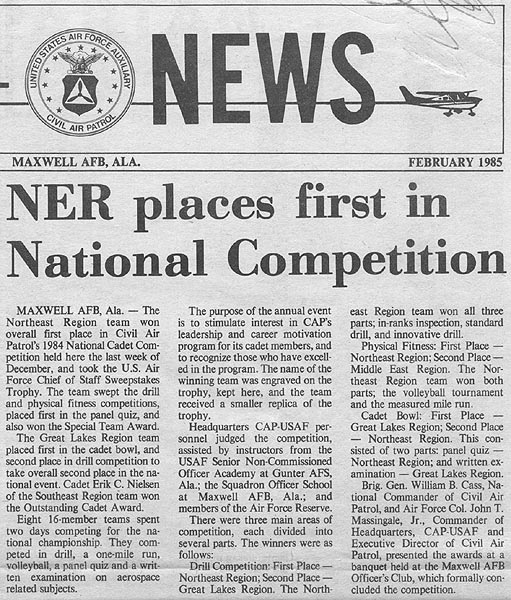 UNITED STATES AIR FORCE AUXILIARY
CIVIL AIR PATROL
NEWS
MAXWELL AFB, ALA.
FEBRUARY 1985
NER places first in
National Competition
MAXWELL AFB, Ala. — The
Northeast Region team won
overall first place in Civil Air
Patrol's 1984 National Cadet Com-
petition held here the last week of
December, and took the U.S. Air
Force Chief of Staff Sweepstakes
Trophy. The team swept the drill
and physical fitness competitions,
placed first in the panel quiz, and
also won the Special Team Award.
The Great Lakes Region team
placed first in the cadet bowl, and
second place in drill competition to
take overall second place in the na-
tional event. Cadet Erik C. Nielsen
of the Southeast Region team won
the Outstanding Cadet Award.
Eight 16-member teams spent
two days competing for the na-
tional championship. They com-
peted in drill, a one-mile run,
volleyball, a panel quiz and a writ-
ten examination on aerospace
related subjects.
The purpose of the annual event
is to stimulate interest in CAP's
leadership and career motivation
program for its cadet members, and
to recognize those who have excell-
ed in the program. The name of the
winning team was engraved on the
trophy, kept here, and the team
received a smaller replica of the
trophy.
Headquarters CAP-USAF per-
sonnel judged the competition,
assisted by instructors from the
USAF Senior Non-Commissioned
Officer Academy at Gunter AFS,
Ala.; the Squadron Officer School
at Maxwell AFB, Ala.; and
members of the Air Force Reserve.
There were three main areas of
competition, each divided into
several parts. The winners were as
follows:
Drill Competition: First Place —
Northeast Region; Second Place —
Great Lakes Region. The North-
east Region team won all three
parts; in-ranks inspection, standard
drill, and innovative drill.
Physical Fitness: First Place —
Northeast Region; Second Place —
Middle East Region. The Nor-
theast Region team won both
parts; the volleyball tournament
and the measured mile run.
Cadet Bowl: First Place —
Great Lakes Region; Second Place
— Northeast Region. This con-
sisted of two parts: panel quiz —
Northeast Region; and written ex-
amination — Great Lakes Region.
Brig. Gen. William B. Cass, Na-
tional Commander of Civil Air
Patrol, and Air Force Col. John T.
Massingale, Jr., Commander of
Headquarters, CAP-USAF and
Executive Director of Civil Air
Patrol, presented the awards at a
banquet held at the Maxwell AFB
Officer's Club, which formally con-
cluded the competition.